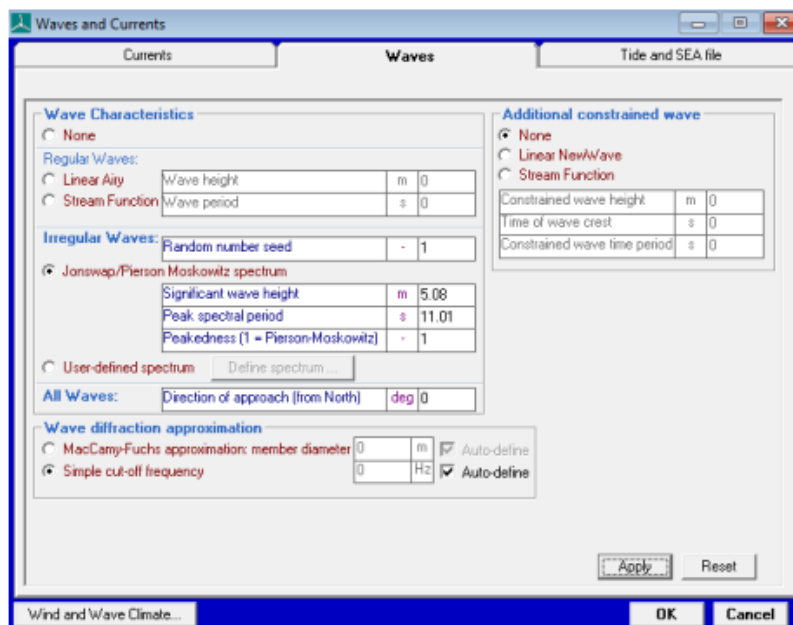 Waves and Currents
Currents Waves Tide and SEA file
Wave Characteristics
None
Regular Waves:
Linear Airy Wave height m 0
Stream Function Wave period s 0
Irregular Waves: Random number seed - 1
Jonswap/Pierson Moskowitz spectrum
Significant wave height m 5.08
Peak spectral period s 11.01
Peakedness (1 = Pierson-Moskowitz) - 1
User-defined spectrum Define spectrum ...
All Waves: Direction of approach (from North) deg 0
Additional constrained wave
None
Linear NewWave
Stream Function
Constrained wave height m 0
Time of wave crest s 0
Constrained wave time period s 0
Wave diffraction approximation
MacCamy-Fuchs approximation: member diameter 0 m Auto-define
Simple cut-off frequency 0 Hz Auto-define
Apply Reset
Wind and Wave Climate... OK Cancel